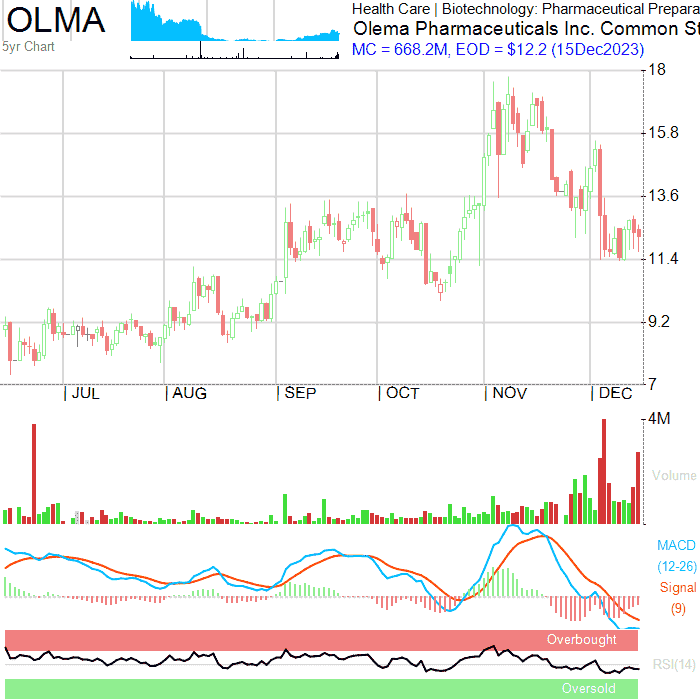 OLMA
5yr Chart
Health Care | Biotechnology: Pharmaceutical Prepara
Olema Pharmaceuticals Inc. Common St
MC = 668.2M, EOD = $12.2 (15Dec2023)
18
15.8
13.6
11.4
9.2
7
| JUL | AUG | SEP | OCT | NOV | DEC
4M
Volume
MACD
(12-26)
Signal
(9)
Overbought
RSI(14)
Oversold